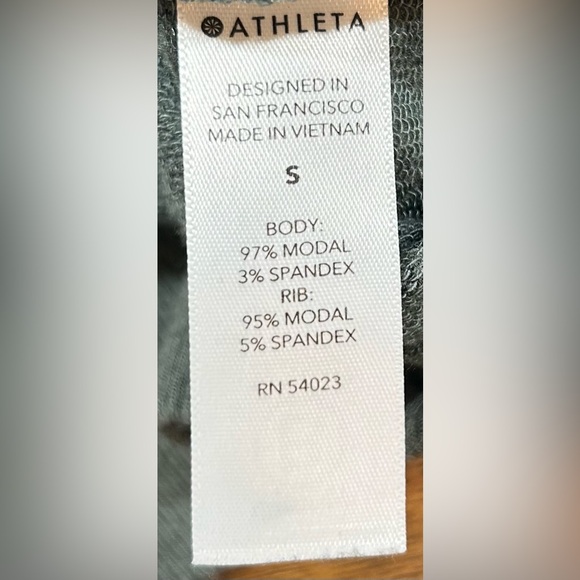 ATHLETA
DESIGNED IN
SAN FRANCISCO
MADE IN VIETNAM
S
BODY:
97% MODAL
3% SPANDEX
RIB:
95% MODAL
5% SPANDEX
RN 54023